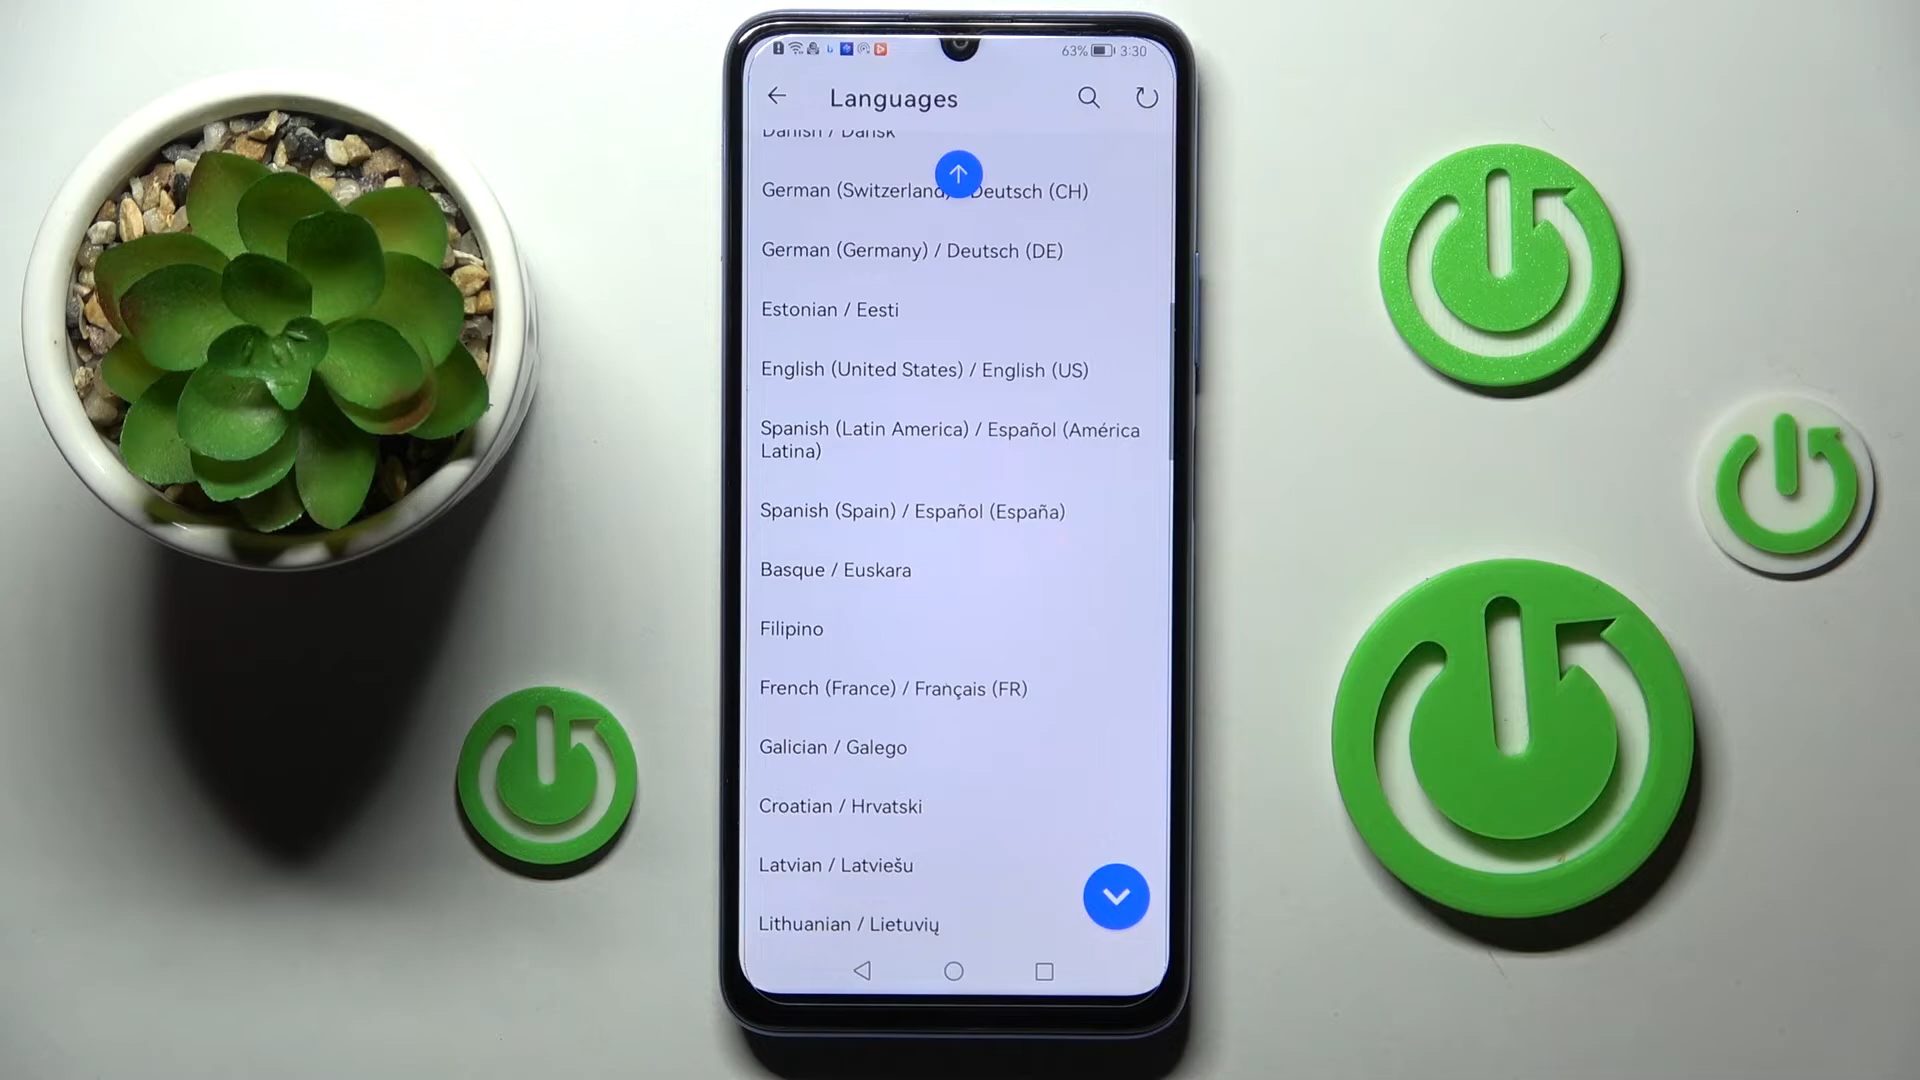 63% 3:30
Languages
Danish / Dansk
German (Switzerland) / Deutsch (CH)
German (Germany) / Deutsch (DE)
Estonian / Eesti
English (United States) / English (US)
Spanish (Latin America) / Español (América
Latina)
Spanish (Spain) / Español (España)
Basque / Euskara
Filipino
French (France) / Français (FR)
Galician / Galego
Croatian / Hrvatski
Latvian / Latviešu
Lithuanian / Lietuvių